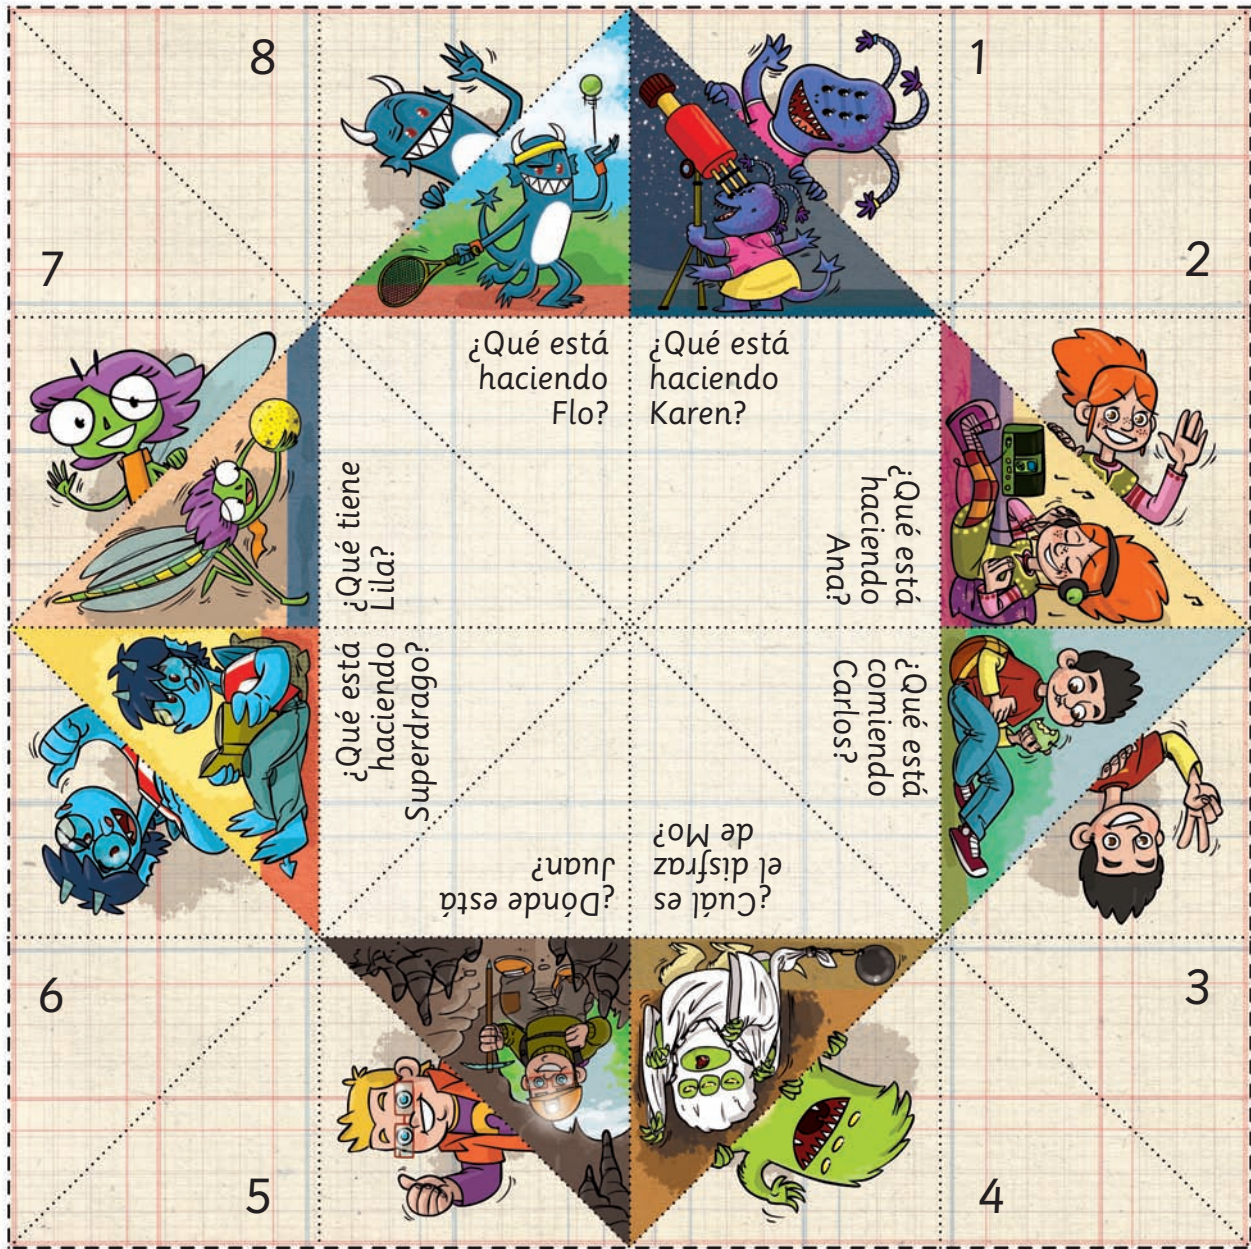 8
1
7
2
¿Qué está
haciendo
Flo?
¿Qué está
haciendo
Karen?
¿Qué tiene
Lila?
¿Qué está
haciendo
Ana?
¿Qué está
haciendo
Superdrago?
¿Qué está
comiendo
Carlos?
¿Dónde está
Juan?
¿Cuál es
el disfraz
de Mo?
6
3
5
4